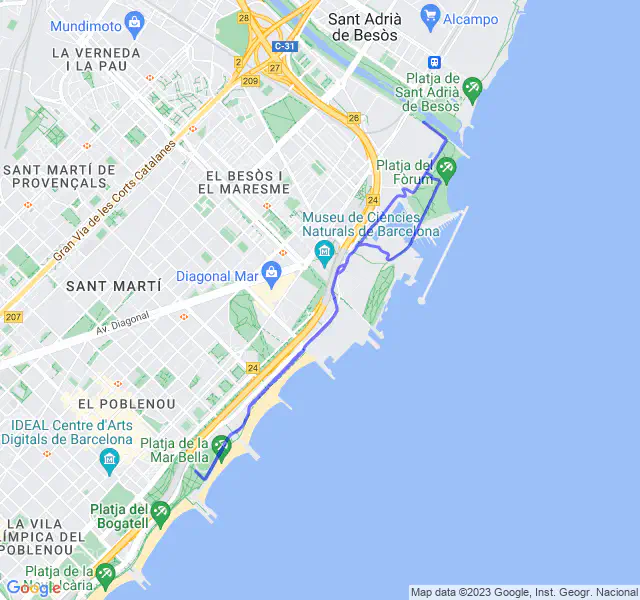 28
Mundimoto
C-31
Sant Adrià
de Besòs
Alcampo
LA VERNEDA
I LA PAU
2
27
209
26
Platja de
Sant Adrià
de Besòs
Gran Via de les Corts Catalanes
SANT MARTÍ DE
PROVENÇALS
EL BESÒS I
EL MARESME
Platja del
Fòrum
24
Museu de Ciències
Naturals de Barcelona
Diagonal Mar
SANT MARTÍ
207
Av. Diagonal
24
EL POBLENOU
IDEAL Centre d'Arts
Digitals de Barcelona
Platja de la
Mar Bella
Platja del
Bogatell
LA VILA
OLÍMPICA DEL
POBLENOU
Platja de la
Nova Icària
Google
Map data ©2023 Google, Inst. Geogr. Nacional